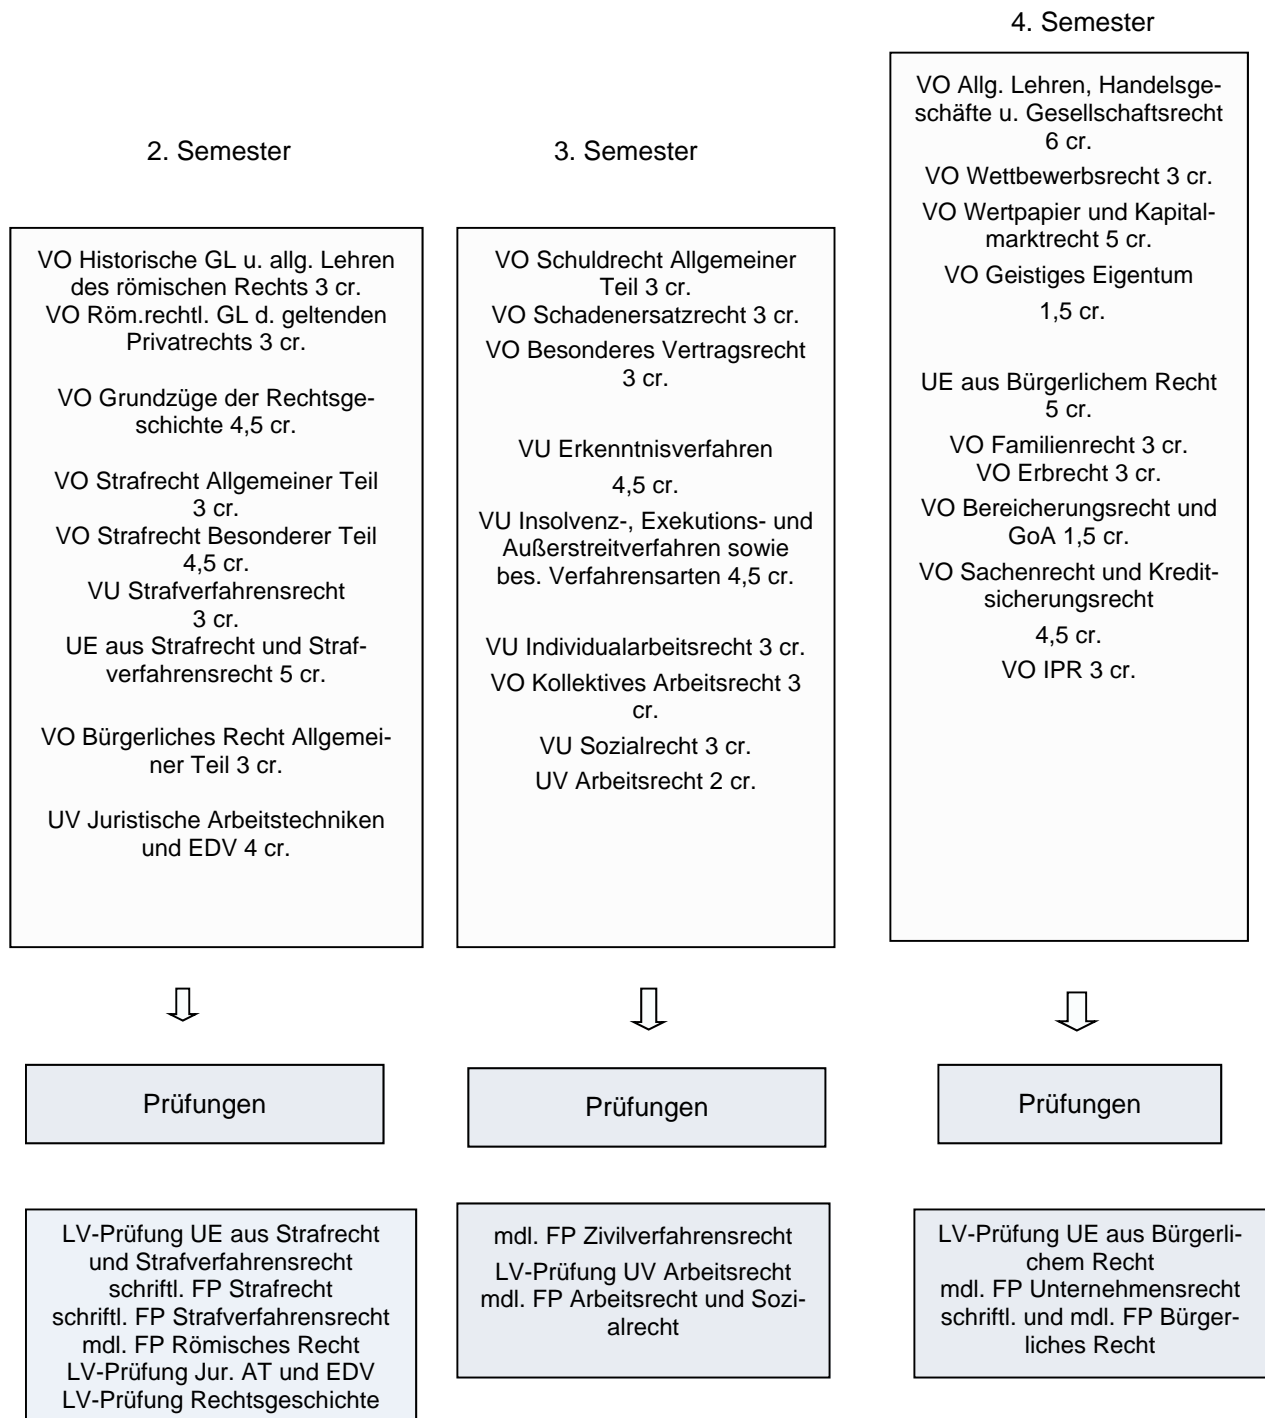 2. Semester
VO Historische GL u. allg. Lehren
des römischen Rechts 3 cr.
VO Röm.rechtl. GL d. geltenden
Privatrechts 3 cr.
VO Grundzüge der Rechtsge-
schichte 4,5 cr.
VO Strafrecht Allgemeiner Teil
3 cr.
VO Strafrecht Besonderer Teil
4,5 cr.
VU Strafverfahrensrecht
3 cr.
UE aus Strafrecht und Straf-
verfahrensrecht 5 cr.
VO Bürgerliches Recht Allgemei-
ner Teil 3 cr.
UV Juristische Arbeitstechniken
und EDV 4 cr.
Prüfungen
LV-Prüfung UE aus Strafrecht
und Strafverfahrensrecht
schriftl. FP Strafrecht
schriftl. FP Strafverfahrensrecht
mdl. FP Römisches Recht
LV-Prüfung Jur. AT und EDV
LV-Prüfung Rechtsgeschichte
3. Semester
VO Schuldrecht Allgemeiner
Teil 3 cr.
VO Schadenersatzrecht 3 cr.
VO Besonderes Vertragsrecht
3 cr.
VU Erkenntnisverfahren
4,5 cr.
VU Insolvenz-, Exekutions- und
Außerstreitverfahren sowie
bes. Verfahrensarten 4,5 cr.
VU Individualarbeitsrecht 3 cr.
VO Kollektives Arbeitsrecht 3
cr.
VU Sozialrecht 3 cr.
UV Arbeitsrecht 2 cr.
Prüfungen
mdl. FP Zivilverfahrensrecht
LV-Prüfung UV Arbeitsrecht
mdl. FP Arbeitsrecht und Sozi-
alrecht
4. Semester
VO Allg. Lehren, Handelsge-
schäfte u. Gesellschaftsrecht
6 cr.
VO Wettbewerbsrecht 3 cr.
VO Wertpapier und Kapital-
marktrecht 5 cr.
VO Geistiges Eigentum
1,5 cr.
UE aus Bürgerlichem Recht
5 cr.
VO Familienrecht 3 cr.
VO Erbrecht 3 cr.
VO Bereicherungsrecht und
GoA 1,5 cr.
VO Sachenrecht und Kredit-
sicherungsrecht
4,5 cr.
VO IPR 3 cr.
Prüfungen
LV-Prüfung UE aus Bürgerli-
chem Recht
mdl. FP Unternehmensrecht
schriftl. und mdl. FP Bürger-
liches Recht